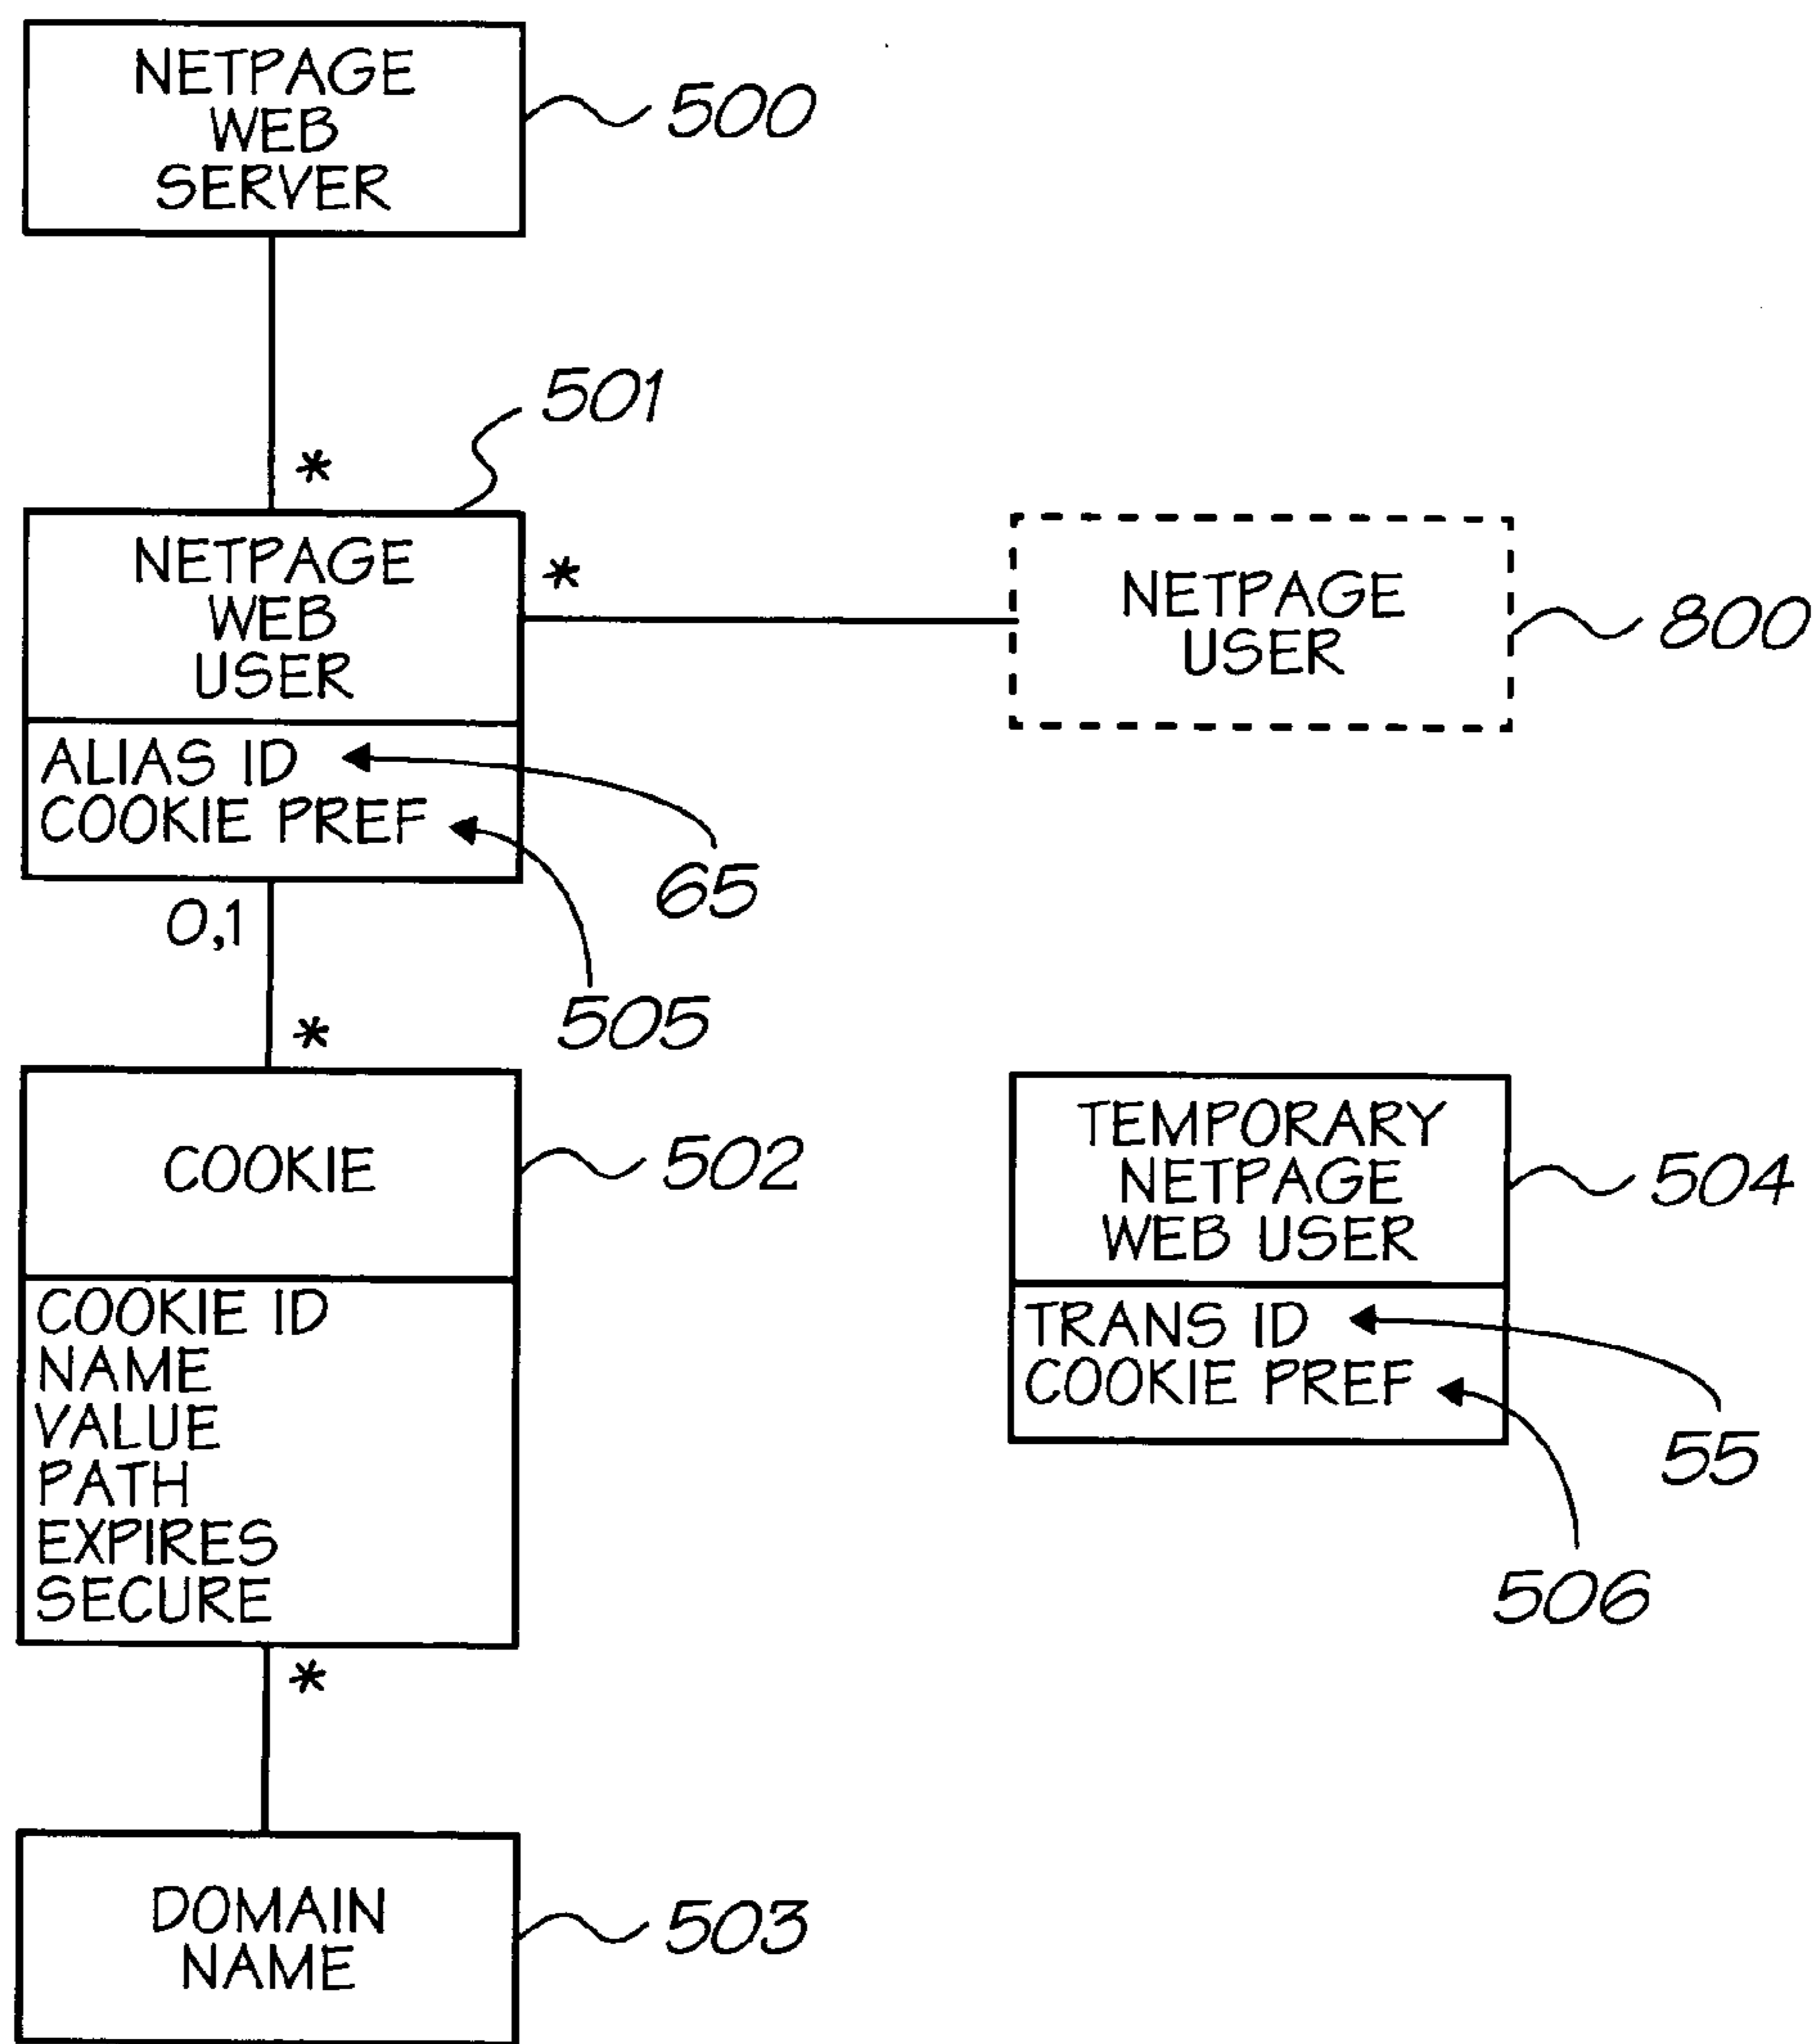 NETPAGE
WEB
SERVER
500
*
501
NETPAGE
WEB
USER
*
NETPAGE
USER
800
ALIAS ID
COOKIE PREF
65
505
0,1
*
COOKIE
502
COOKIE ID
NAME
VALUE
PATH
EXPIRES
SECURE
TEMPORARY
NETPAGE
WEB USER
504
TRANS ID
COOKIE PREF
55
506
*
DOMAIN
NAME
503